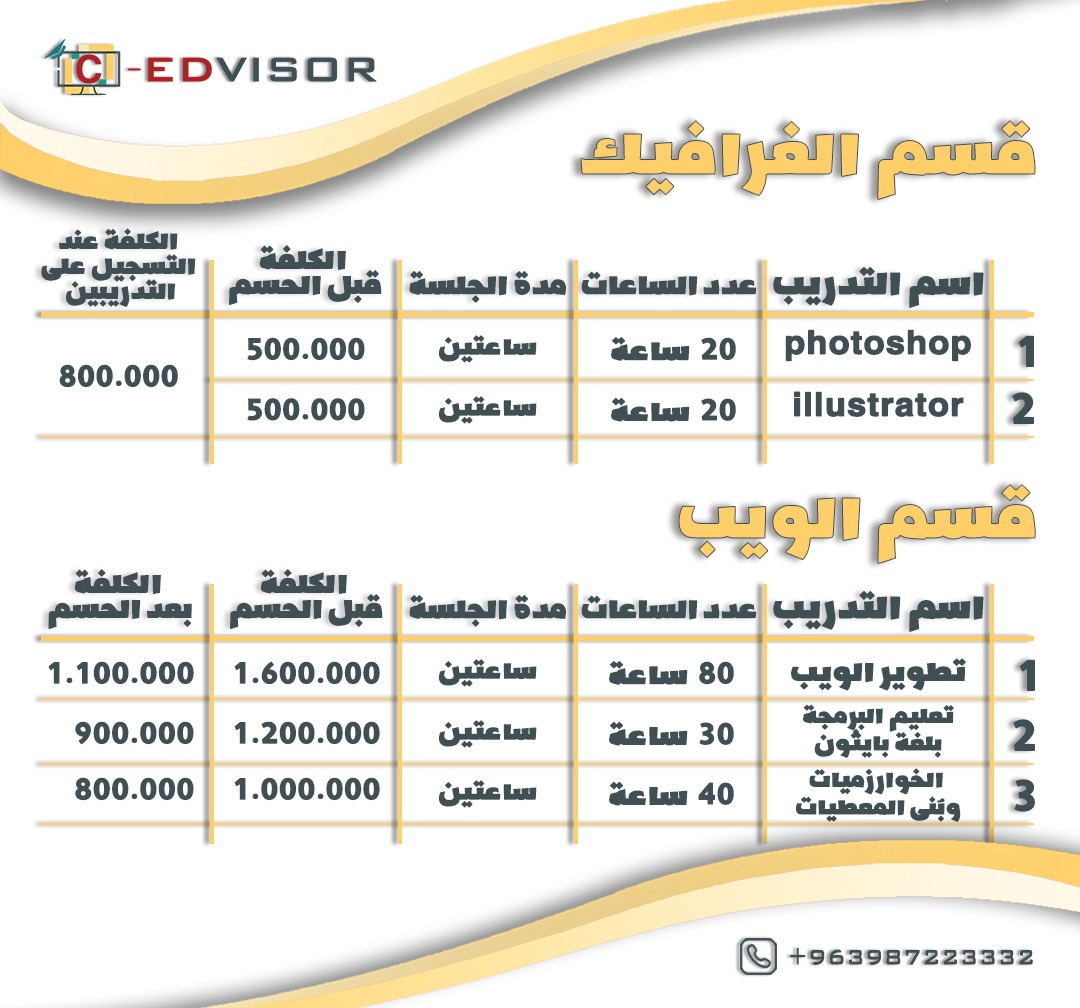 C-EDVISOR
قسم الغرافيك
اسم التدريب عدد الساعات مدة الجلسة الكلفة قبل الحسم الكلفة عند التسجيل على التدريبين
1 photoshop 20 ساعة ساعتين 500.000 800.000
2 illustrator 20 ساعة ساعتين 500.000
قسم الويب
اسم التدريب عدد الساعات مدة الجلسة الكلفة قبل الحسم الكلفة بعد الحسم
1 تطوير الويب 80 ساعة ساعتين 1.600.000 1.100.000
2 تعليم البرمجة بلغة بايثون 30 ساعة ساعتين 1.200.000 900.000
3 الخوارزميات وبُنى المعطيات 40 ساعة ساعتين 1.000.000 800.000
+963987223332